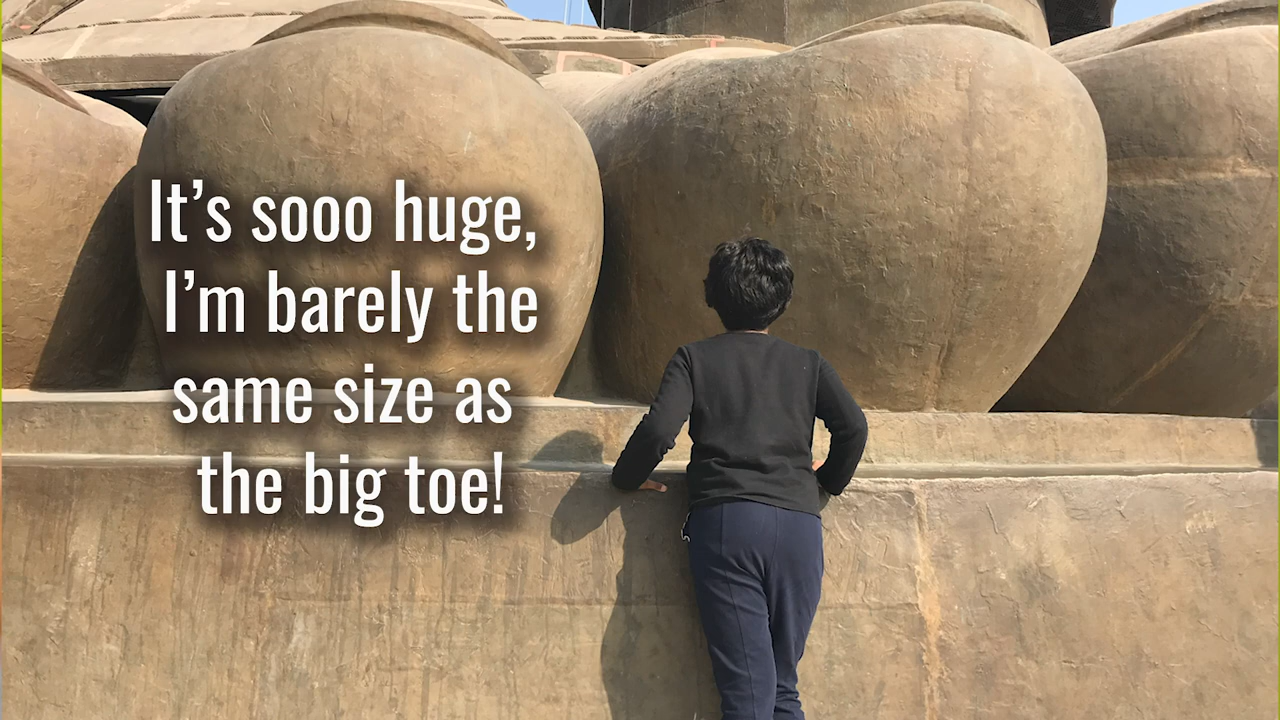 It’s sooo huge,
I’m barely the
same size as
the big toe!